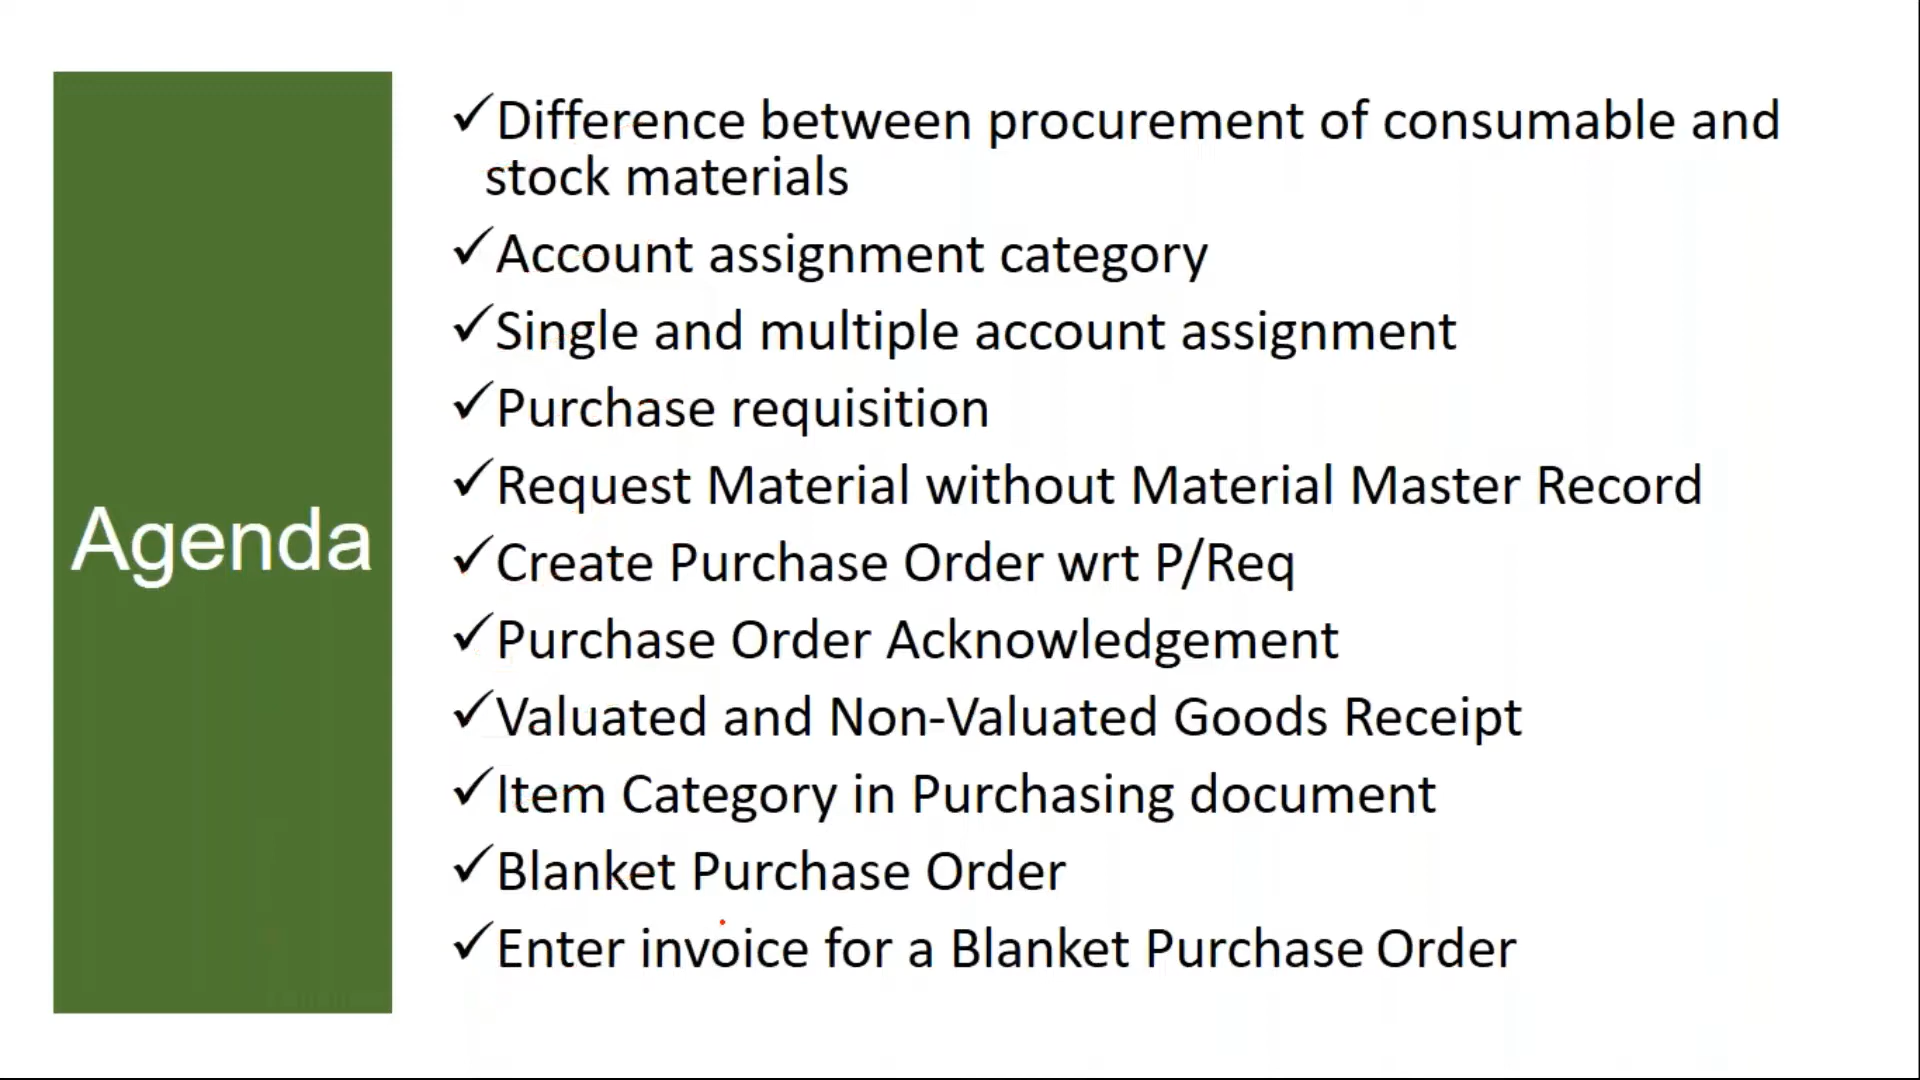 Agenda
✓Difference between procurement of consumable and
stock materials
✓Account assignment category
✓Single and multiple account assignment
✓Purchase requisition
✓Request Material without Material Master Record
✓Create Purchase Order wrt P/Req
✓Purchase Order Acknowledgement
✓Valuated and Non-Valuated Goods Receipt
✓Item Category in Purchasing document
✓Blanket Purchase Order
✓Enter invoice for a Blanket Purchase Order